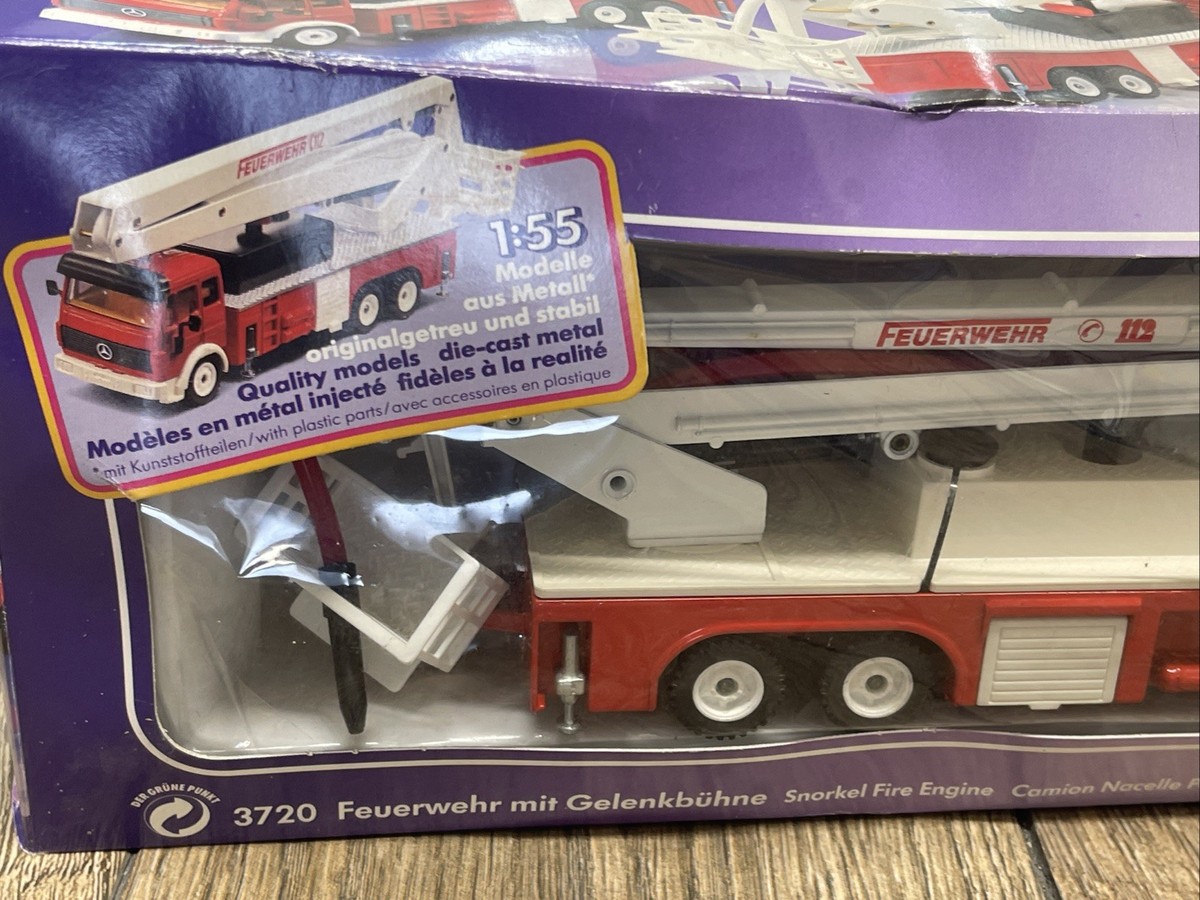 FEUERWEHR 112
1:55
Modelle
aus Metall*
originalgetreu und stabil
Quality models die-cast metal
Modèles en métal injecté fidèles à la realité
*mit Kunststoffteilen/with plastic parts/avec accessoires en plastique
FEUERWEHR 112
DER GRÜNE PUNKT
3720 Feuerwehr mit Gelenkbühne Snorkel Fire Engine Camion Nacelle